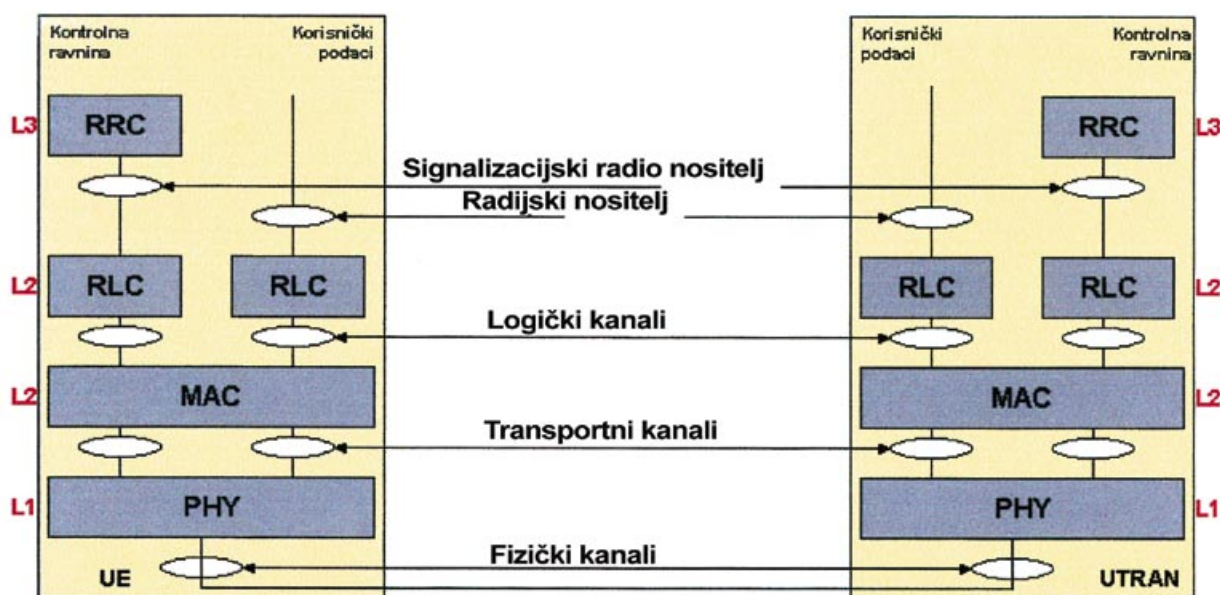 Kontrolna
ravnina
Korisnički
podaci
Korisnički
podaci
Kontrolna
ravnina
L3
RRC
RRC
L3
Signalizacijski radio nositelj
Radijski nositelj
L2
RLC
RLC
RLC
RLC
L2
Logički kanali
L2
MAC
MAC
L2
Transportni kanali
L1
PHY
PHY
L1
Fizički kanali
UE
UTRAN